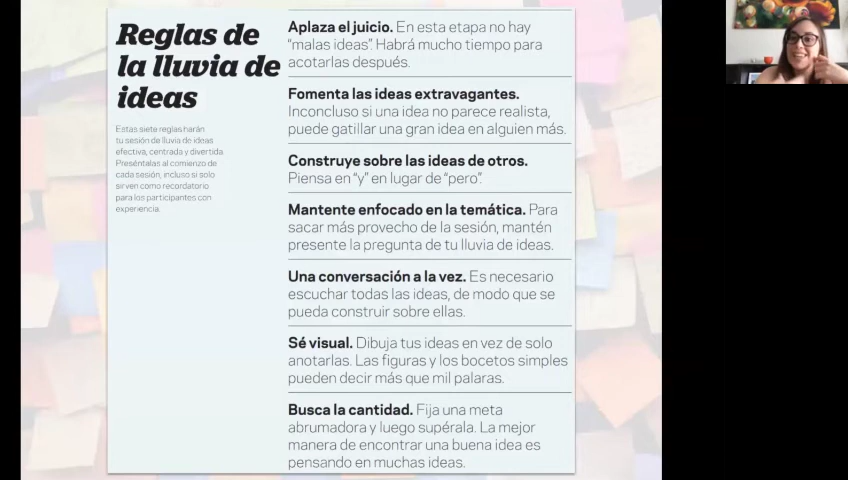 Reglas de
la lluvia de
ideas
Estas siete reglas harán
tu sesión de lluvia de ideas
efectiva, centrada y divertida.
Preséntalas al comienzo de
cada sesión, incluso si solo
sirven como recordatorio
para los participantes con
experiencia.
Aplaza el juicio. En esta etapa no hay
“malas ideas”. Habrá mucho tiempo para
acotarlas después.
Fomenta las ideas extravagantes.
Inconcluso si una idea no parece realista,
puede gatillar una gran idea en alguien más.
Construye sobre las ideas de otros.
Piensa en “y” en lugar de “pero”.
Mantente enfocado en la temática. Para
sacar más provecho de la sesión, mantén
presente la pregunta de tu lluvia de ideas.
Una conversación a la vez. Es necesario
escuchar todas las ideas, de modo que se
pueda construir sobre ellas.
Sé visual. Dibuja tus ideas en vez de solo
anotarlas. Las figuras y los bocetos simples
pueden decir más que mil palaras.
Busca la cantidad. Fija una meta
abrumadora y luego supérala. La mejor
manera de encontrar una buena idea es
pensando en muchas ideas.